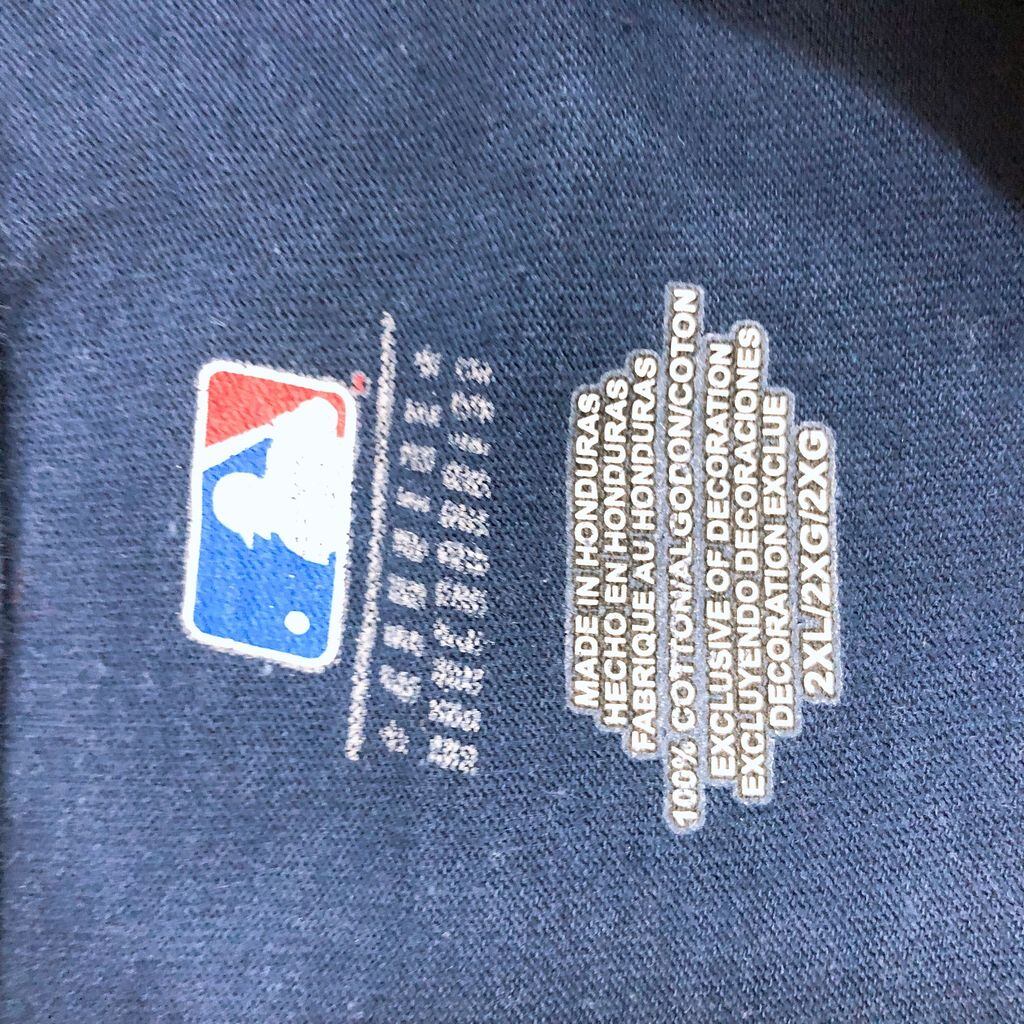 MADE IN HONDURAS
HECHO EN HONDURAS
FABRIQUE AU HONDURAS
100% COTTON/ALGODON/COTON
EXCLUSIVE OF DECORATION
EXCLUYENDO DECORACIONES
DECORATION EXCLUE
2XL/2XG/2XG